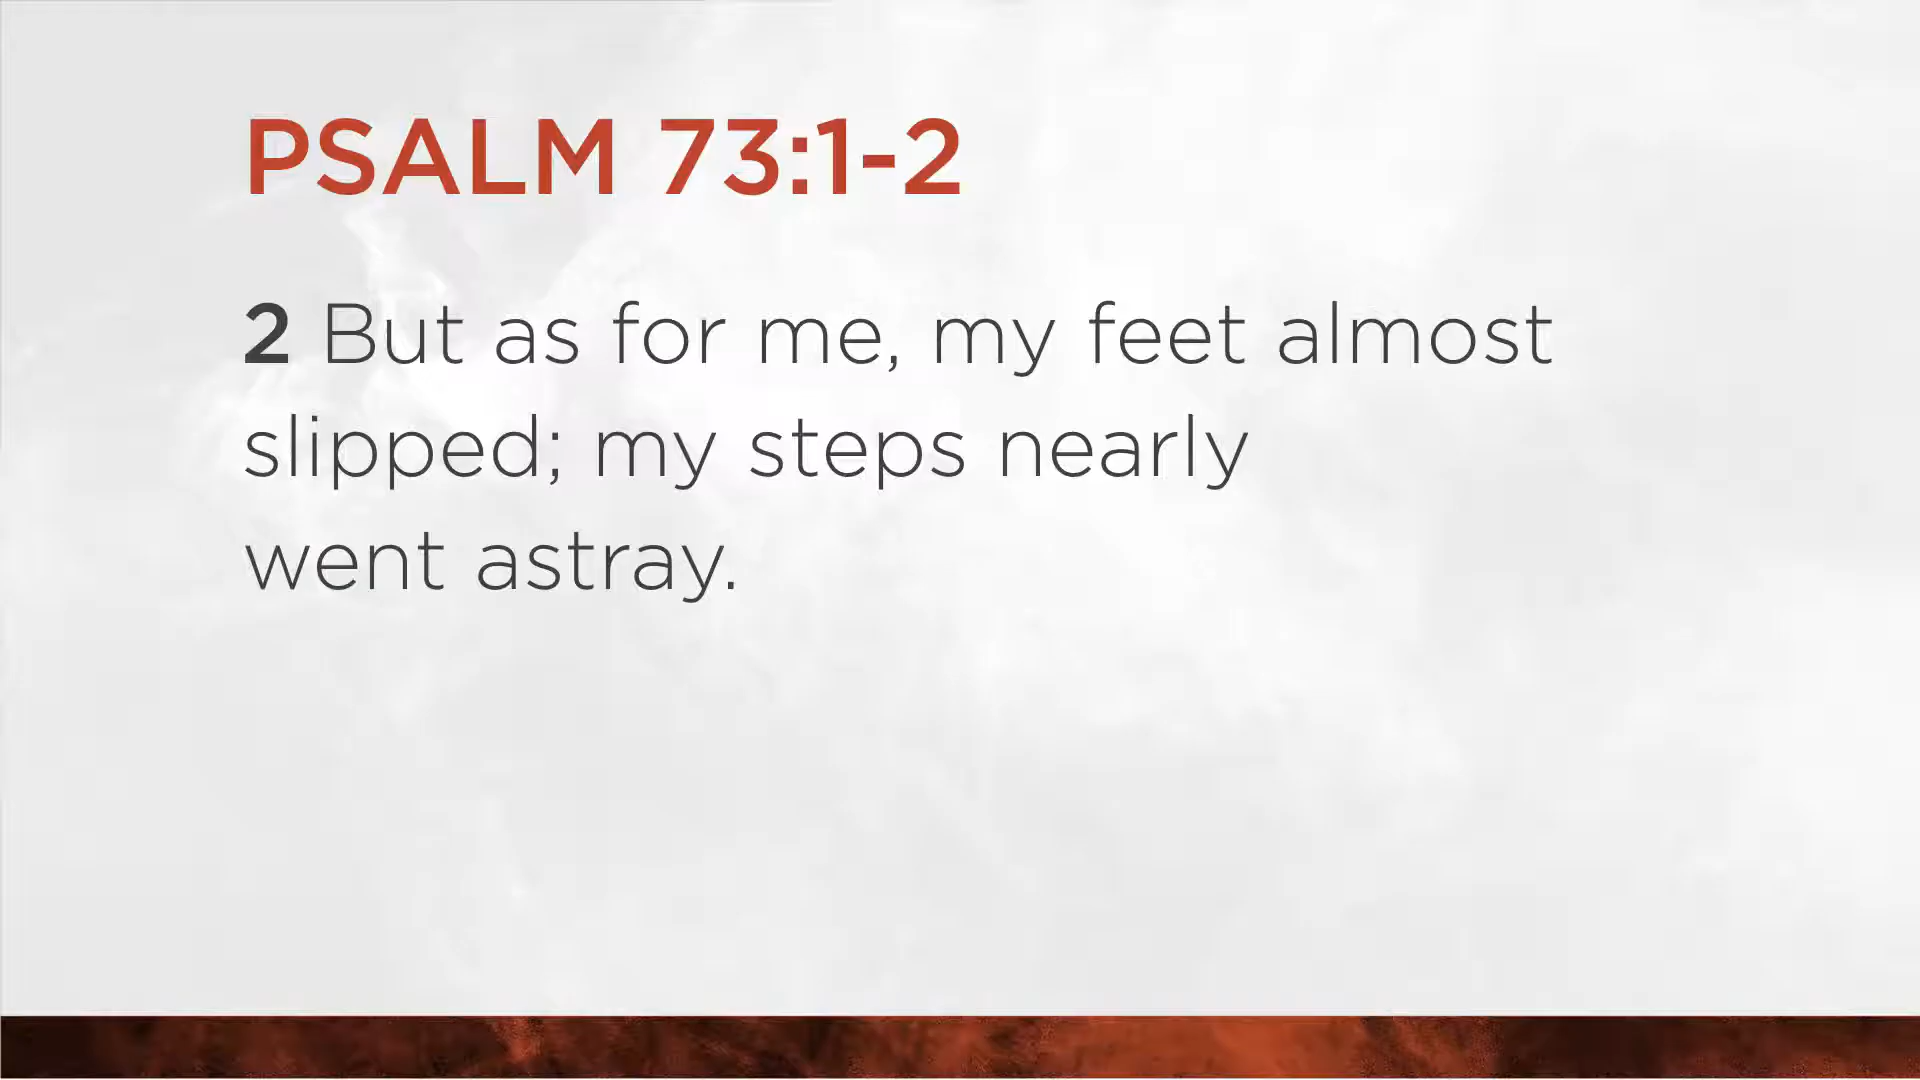 PSALM 73:1-2
2 But as for me, my feet almost
slipped; my steps nearly
went astray.